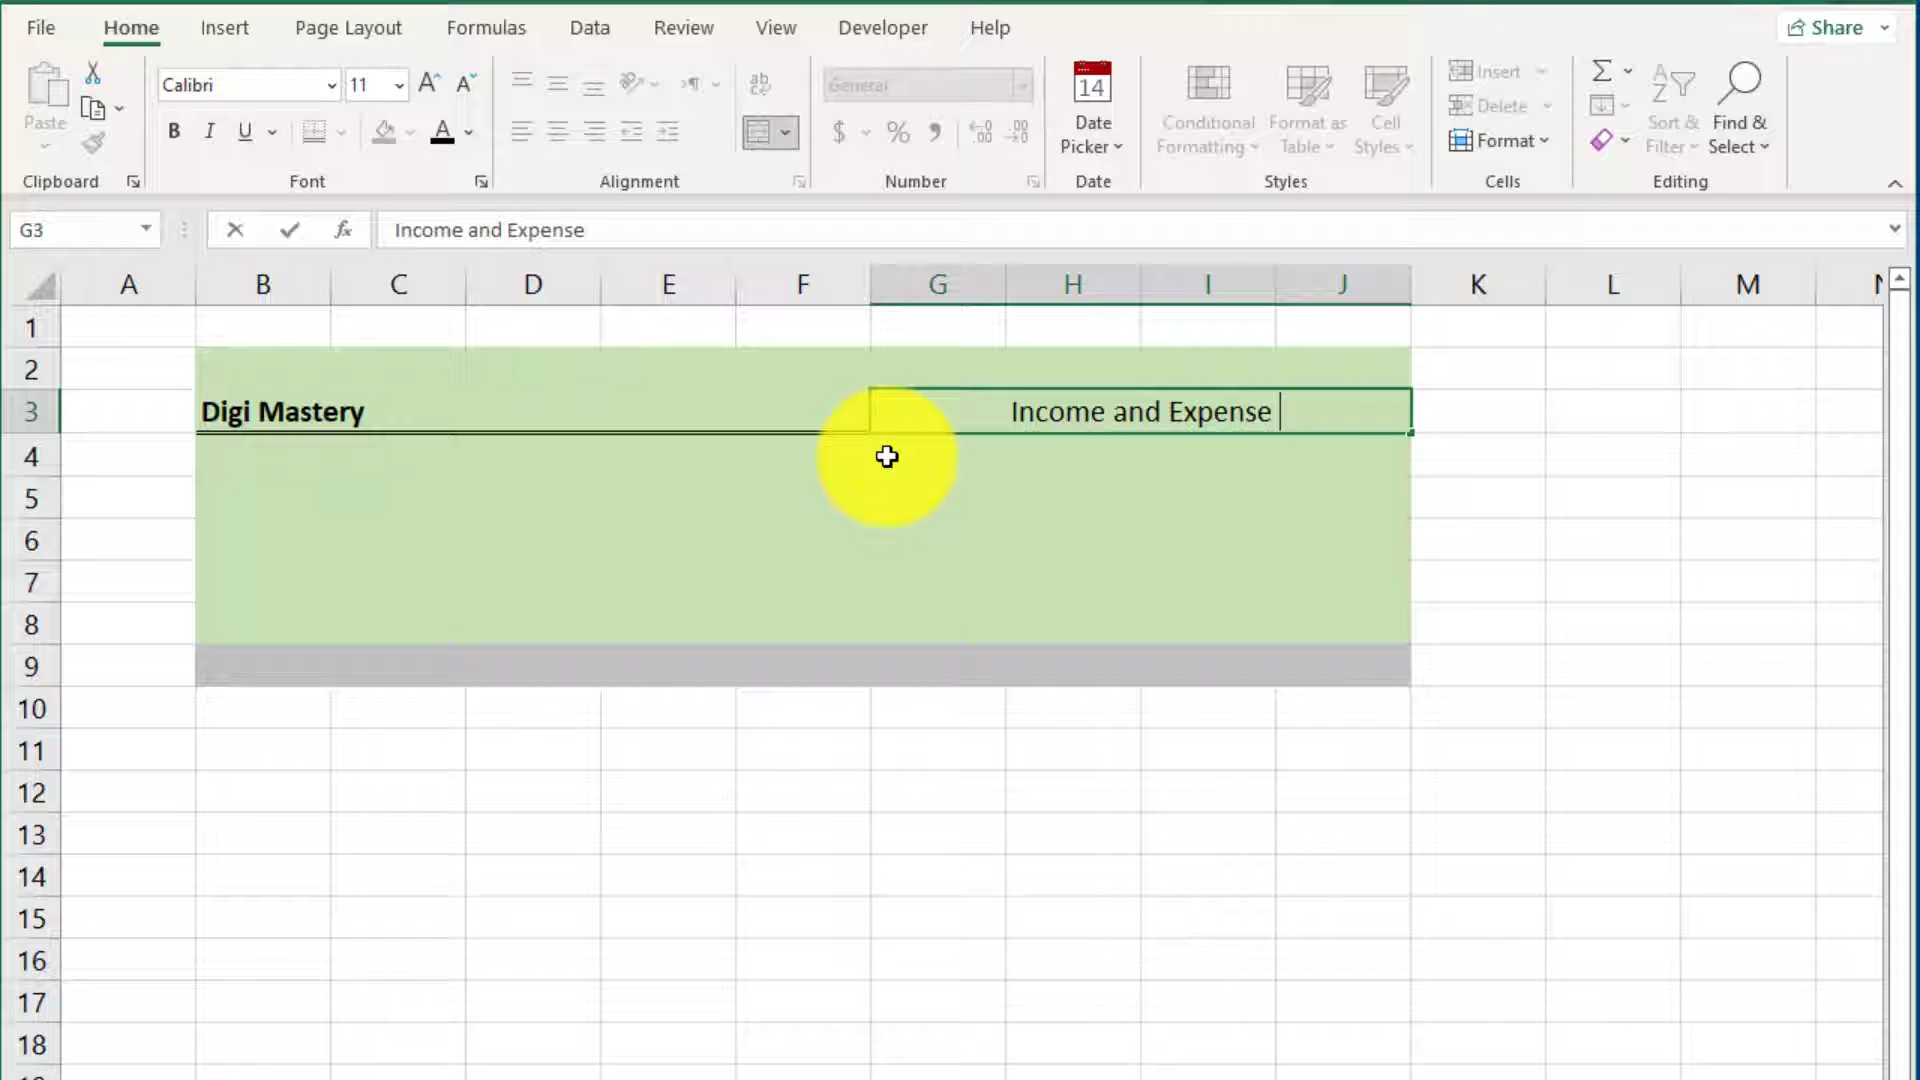 File Home Insert Page Layout Formulas Data Review View Developer Help Share
Calibri 11 General Insert
Paste 14 Delete
B I U A $ % Date Conditional Format as Cell Format Sort & Find &
Picker Formatting Table Styles Filter Select
Clipboard Font Alignment Number Date Styles Cells Editing
G3 fx Income and Expense
A B C D E F G H I J K L M
1
2
3 Digi Mastery Income and Expense
4
5
6
7
8
9
10
11
12
13
14
15
16
17
18